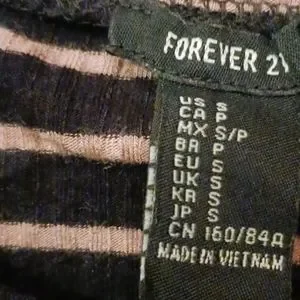 FOREVER 21
US S
CA P
MX S/P
BR P
EU S
UK S
KR S
JP S
CN 160/84A
MADE IN VIETNAM